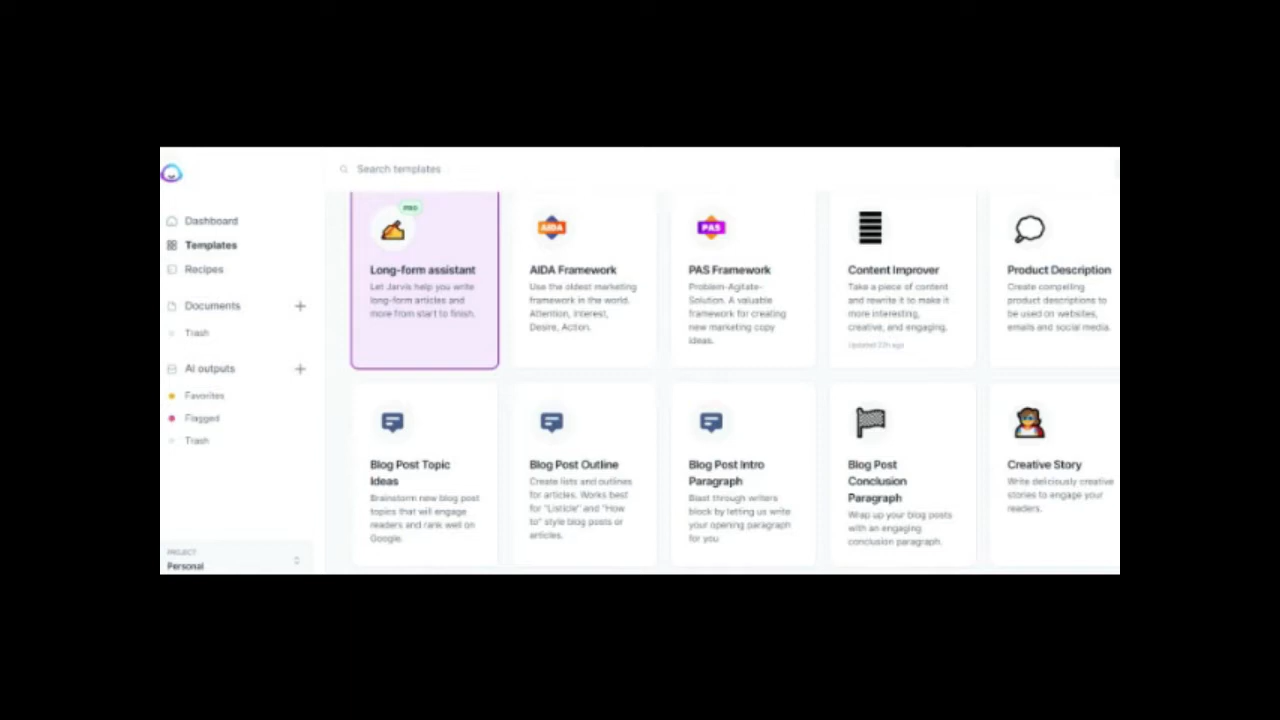 Search templates
Dashboard
Templates
Recipes
Documents
Trash
AI outputs
Favorites
Flagged
Trash
PROJECT
Personal
PRO
Long-form assistant
Let Jarvis help you write
long-form articles and
more from start to finish.
AIDA
AIDA Framework
Use the oldest marketing
framework in the world.
Attention, Interest,
Desire, Action.
PAS
PAS Framework
Problem-Agitate-
Solution. A valuable
framework for creating
new marketing copy
ideas.
Content Improver
Take a piece of content
and rewrite it to make it
more interesting,
creative, and engaging.
Updated 22h ago
Product Description
Create compelling
product descriptions to
be used on websites,
emails and social media.
Blog Post Topic
Ideas
Brainstorm new blog post
topics that will engage
readers and rank well on
Google.
Blog Post Outline
Create lists and outlines
for articles. Works best
for "Listicle" and "How
to" style blog posts or
articles.
Blog Post Intro
Paragraph
Blast through writers
block by letting us write
your opening paragraph
for you
Blog Post
Conclusion
Paragraph
Wrap up your blog posts
with an engaging
conclusion paragraph.
Creative Story
Write deliciously creative
stories to engage your
readers.